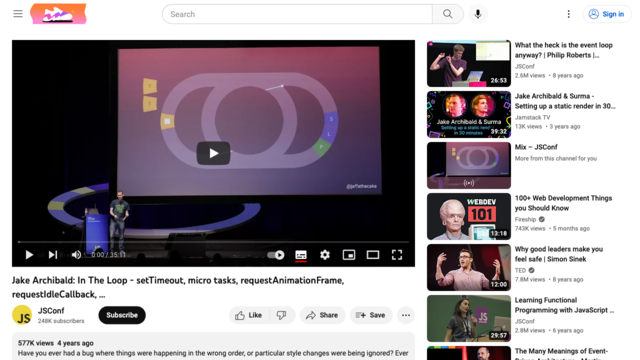 Search
Sign in
@jaffathecake
0:00 / 35:11
Jake Archibald: In The Loop - setTimeout, micro tasks, requestAnimationFrame,
requestIdleCallback, ...
JS
JSConf
248K subscribers
Subscribe
Like
Share
Save
577K views 4 years ago
Have you ever had a bug where things were happening in the wrong order, or particular style changes were being ignored? Ever
26:53
What the heck is the event loop
anyway? | Philip Roberts |...
JSConf
2.6M views • 8 years ago
Jake Archibald & Surma
Setting up a static render
in 30 minutes
39:32
Jake Archibald & Surma -
Setting up a static render in 30...
Jamstack TV
13K views • 3 years ago
Mix – JSConf
More from this channel for you
WEBDEV
101
13:18
100+ Web Development Things
you Should Know
Fireship
743K views • 5 months ago
12:00
Why good leaders make you
feel safe | Simon Sinek
TED
7.8M views • 8 years ago
29:57
Learning Functional
Programming with JavaScript ...
JSConf
2.8M views • 6 years ago
The Many Meanings of Event-